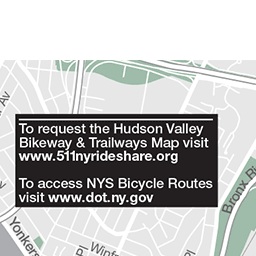 To request the Hudson Valley
Bikeway & Trailways Map visit
www.511nyrideshare.org
To access NYS Bicycle Routes
visit www.dot.ny.gov
Bronx
Yonkers
Pl